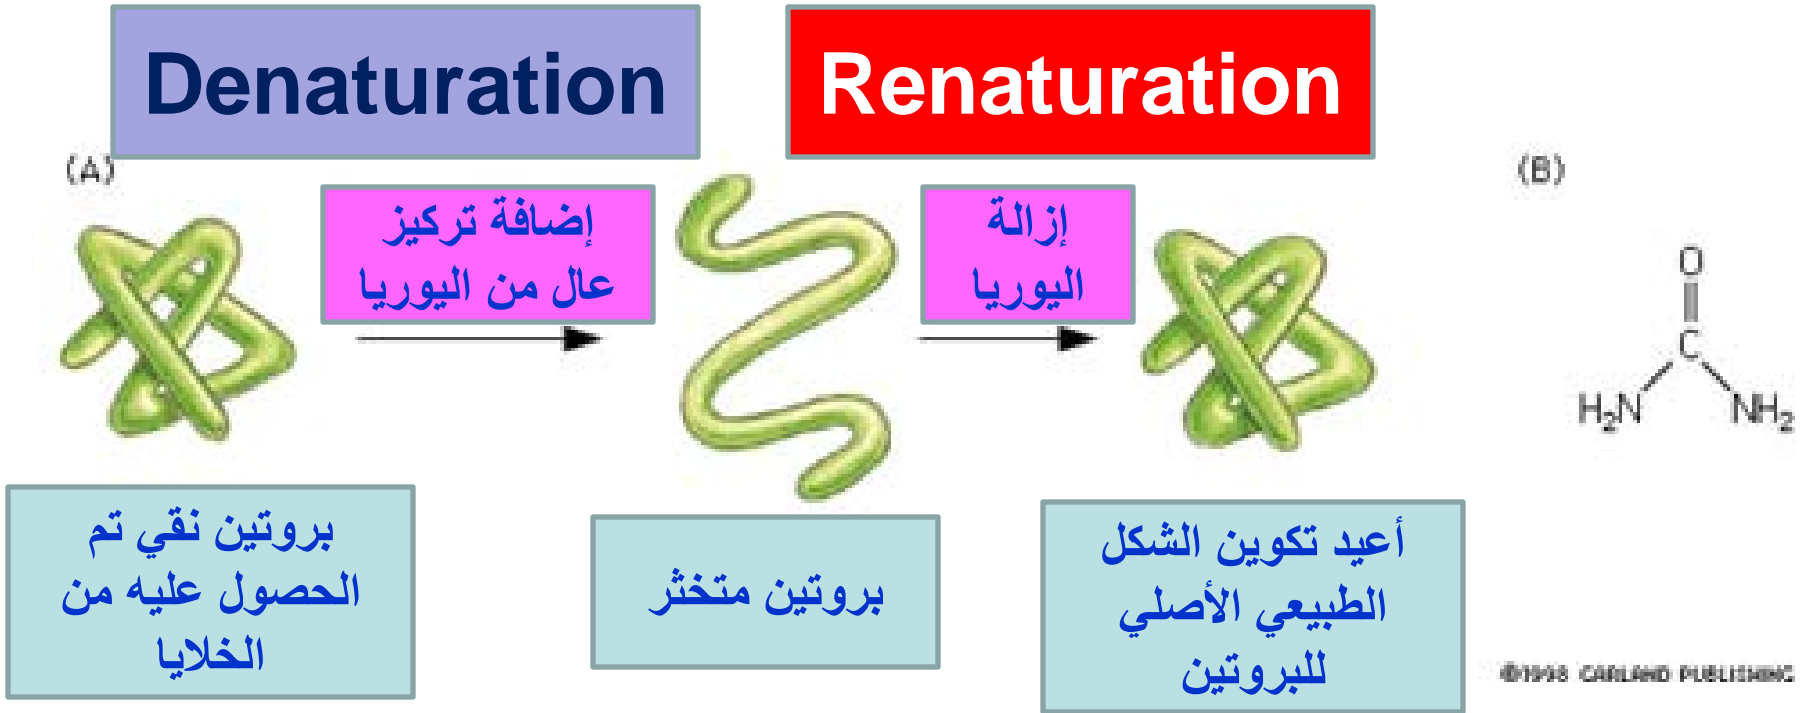 Denaturation
Renaturation
(A)
إضافة تركيز
عال من اليوريا
إزالة
اليوريا
(B)
O
C
H₂N
NH₂
بروتين نقي تم
الحصول عليه من
الخلايا
بروتين متخثر
أعيد تكوين الشكل
الطبيعي الأصلي
للبروتين
©1998 GARLAND PUBLISHING